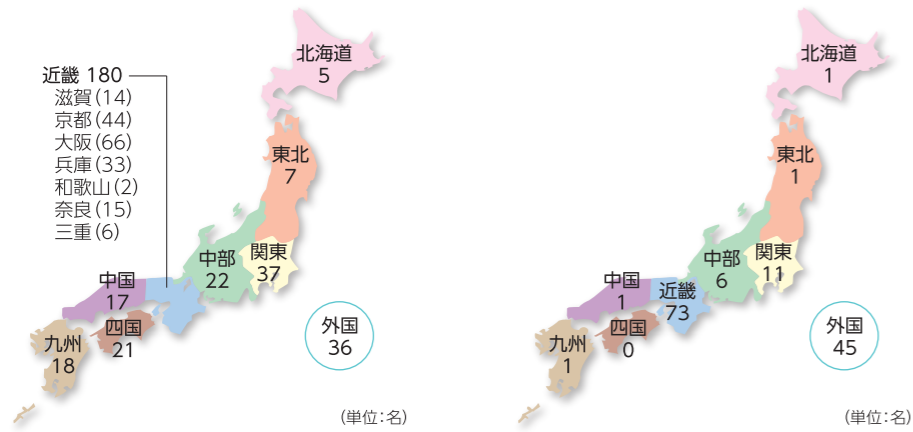 北海道
5
近畿 180
滋賀(14)
京都(44)
大阪(66)
兵庫(33)
和歌山(2)
奈良(15)
三重(6)
東北
7
関東
37
中部
22
中国
17
四国
21
九州
18
外国
36
(単位:名)
北海道
1
東北
1
関東
11
中部
6
近畿
73
中国
1
四国
0
九州
1
外国
45
(単位:名)